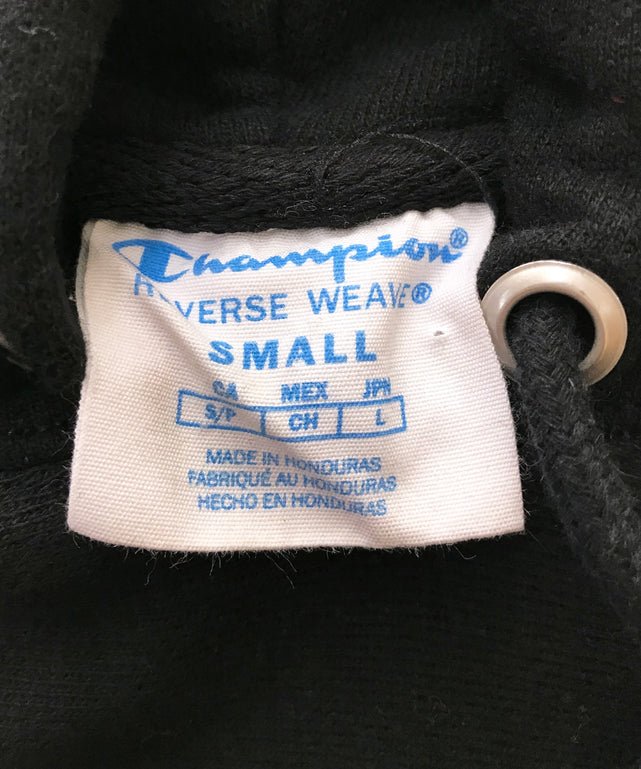 Champion®
REVERSE WEAVE®
SMALL
CA MEX JPN
S/P CH L
MADE IN HONDURAS
FABRIQUÉ AU HONDURAS
HECHO EN HONDURAS